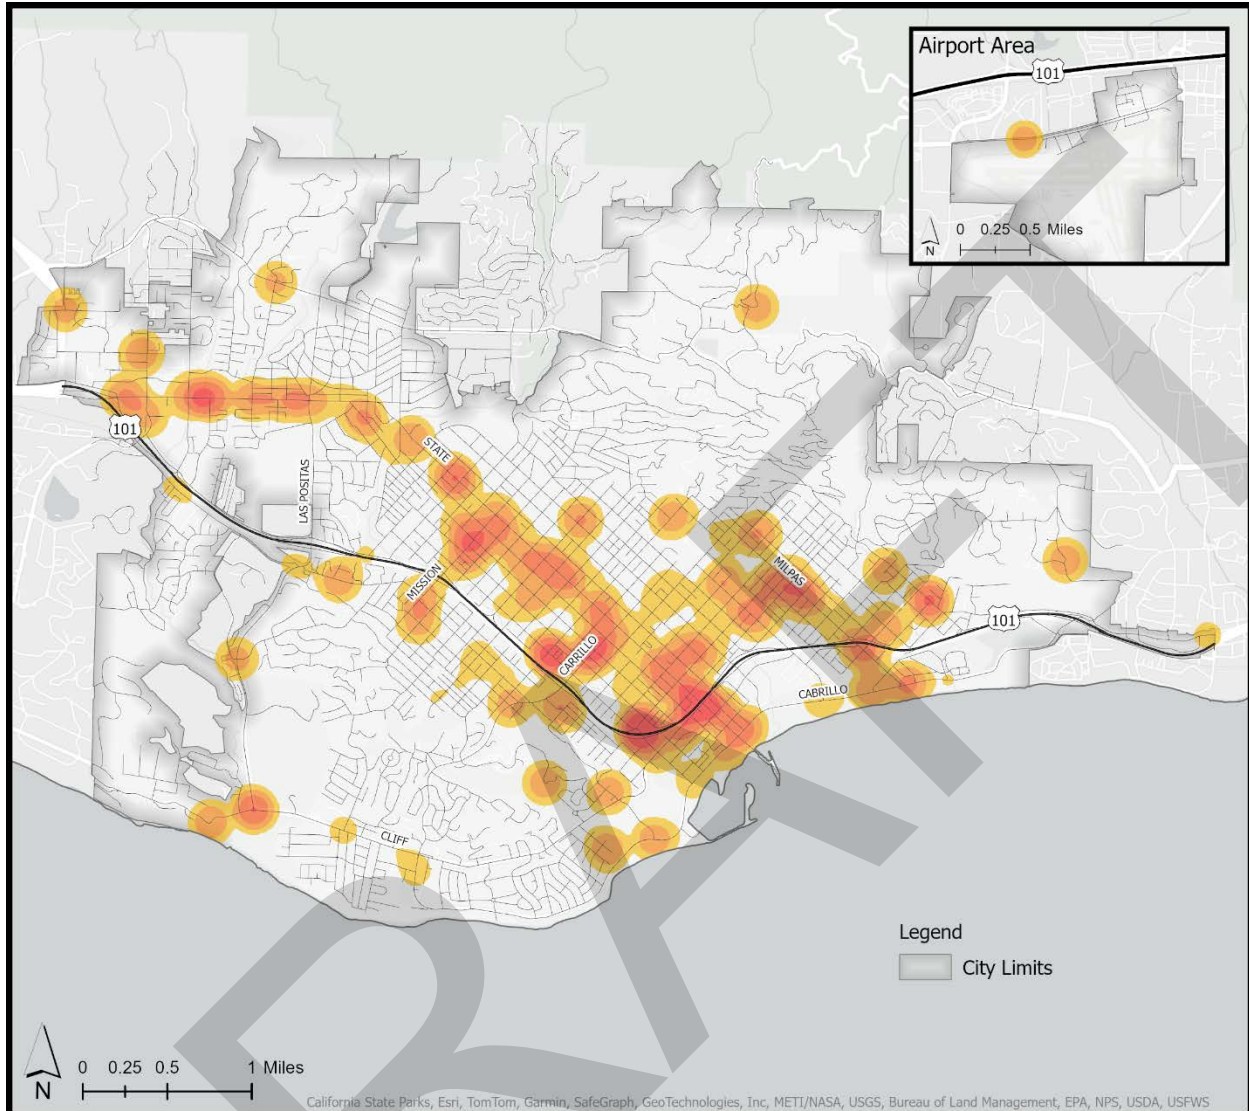 Airport Area
101
0 0.25 0.5 Miles
N
101
STATE
LAS POSITAS
MISSION
MILPAS
CARRILLO
101
CABRILLO
CLIFF
Legend
City Limits
0 0.25 0.5 1 Miles
N
California State Parks, Esri, TomTom, Garmin, SafeGraph, GeoTechnologies, Inc, METI/NASA, USGS, Bureau of Land Management, EPA, NPS, USDA, USFWS
DRAFT